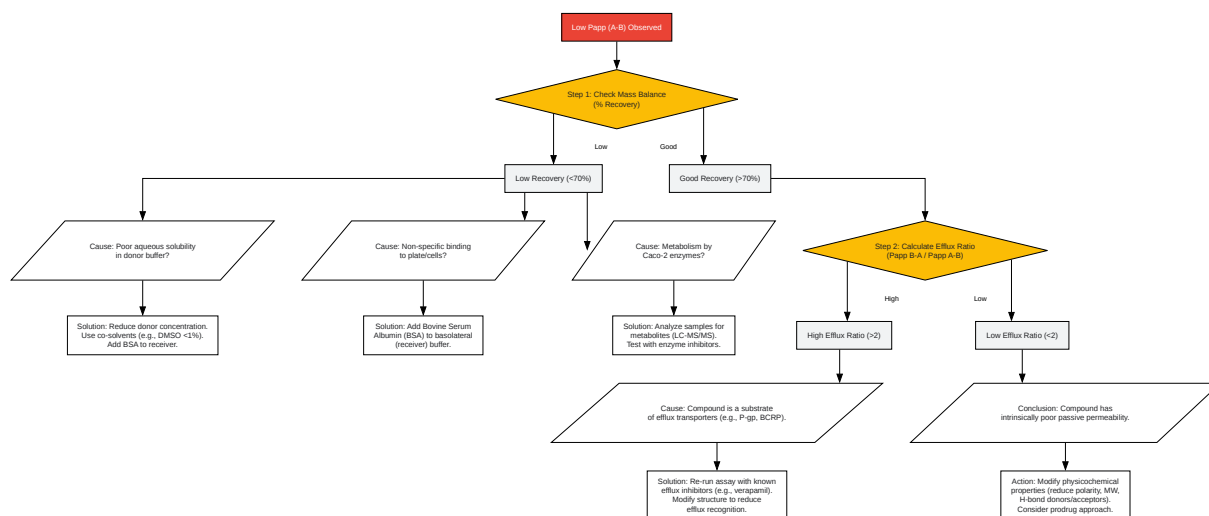 Low Papp (A-B) Observed
Step 1: Check Mass Balance
(% Recovery)
Low
Good
Low Recovery (<70%)
Good Recovery (>70%)
Cause: Poor aqueous solubility
in donor buffer?
Cause: Non-specific binding
to plate/cells?
Cause: Metabolism by
Caco-2 enzymes?
Step 2: Calculate Efflux Ratio
(Papp B-A / Papp A-B)
High
Low
Solution: Reduce donor concentration.
Use co-solvents (e.g., DMSO <1%).
Add BSA to receiver.
Solution: Add Bovine Serum
Albumin (BSA) to basolateral
(receiver) buffer.
Solution: Analyze samples for
metabolites (LC-MS/MS).
Test with enzyme inhibitors.
High Efflux Ratio (>2)
Low Efflux Ratio (<2)
Cause: Compound is a substrate
of efflux transporters (e.g., P-gp, BCRP).
Conclusion: Compound has
intrinsically poor passive permeability.
Solution: Re-run assay with known
efflux inhibitors (e.g., verapamil).
Modify structure to reduce
efflux recognition.
Action: Modify physicochemical
properties (reduce polarity, MW,
H-bond donors/acceptors).
Consider prodrug approach.